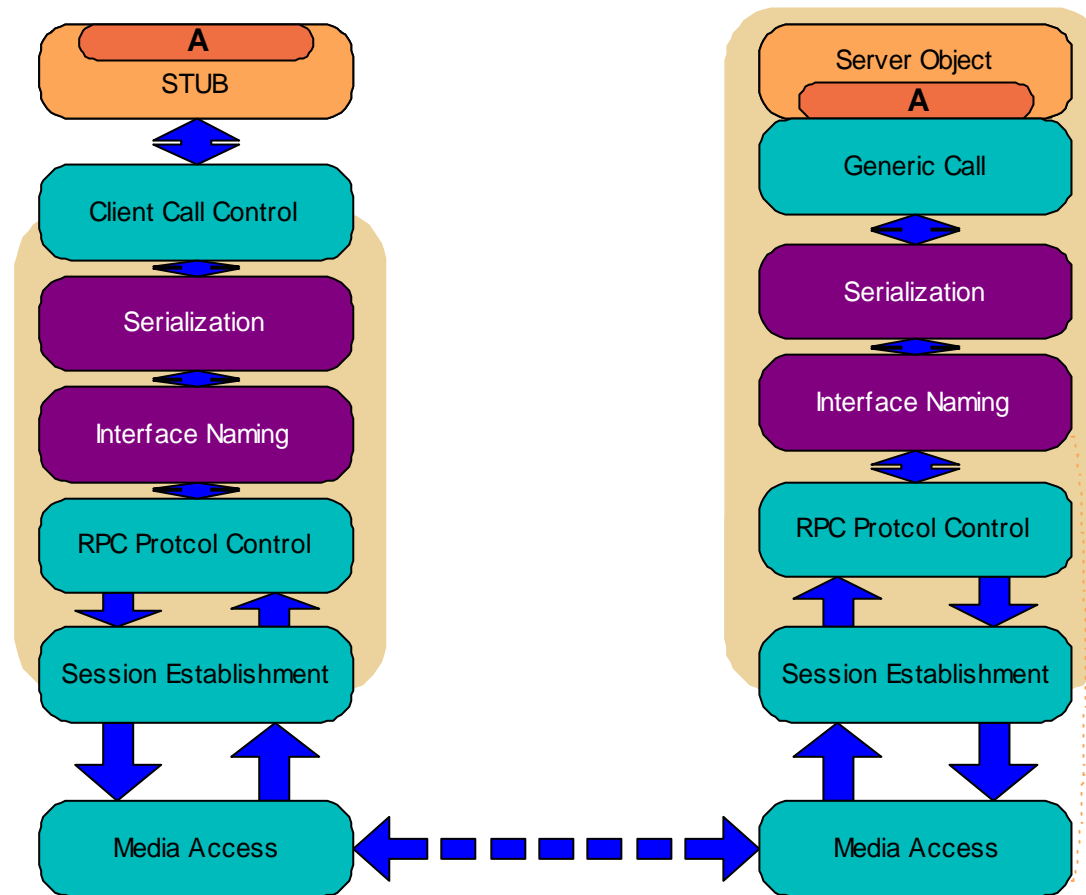 A
STUB
Client Call Control
Serialization
Interface Naming
RPC Protcol Control
Session Establishment
Media Access
Server Object
A
Generic Call
Serialization
Interface Naming
RPC Protcol Control
Session Establishment
Media Access